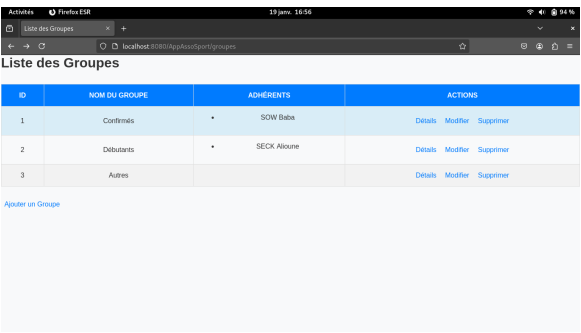 Activités Firefox ESR 19 janv. 16:56 94 %
Liste des Groupes × +
localhost:8080/AppAssoSport/groupes
Liste des Groupes
ID NOM DU GROUPE ADHÉRENTS ACTIONS
1 Confirmés • SOW Baba Détails Modifier Supprimer
2 Débutants • SECK Alioune Détails Modifier Supprimer
3 Autres Détails Modifier Supprimer
Ajouter un Groupe